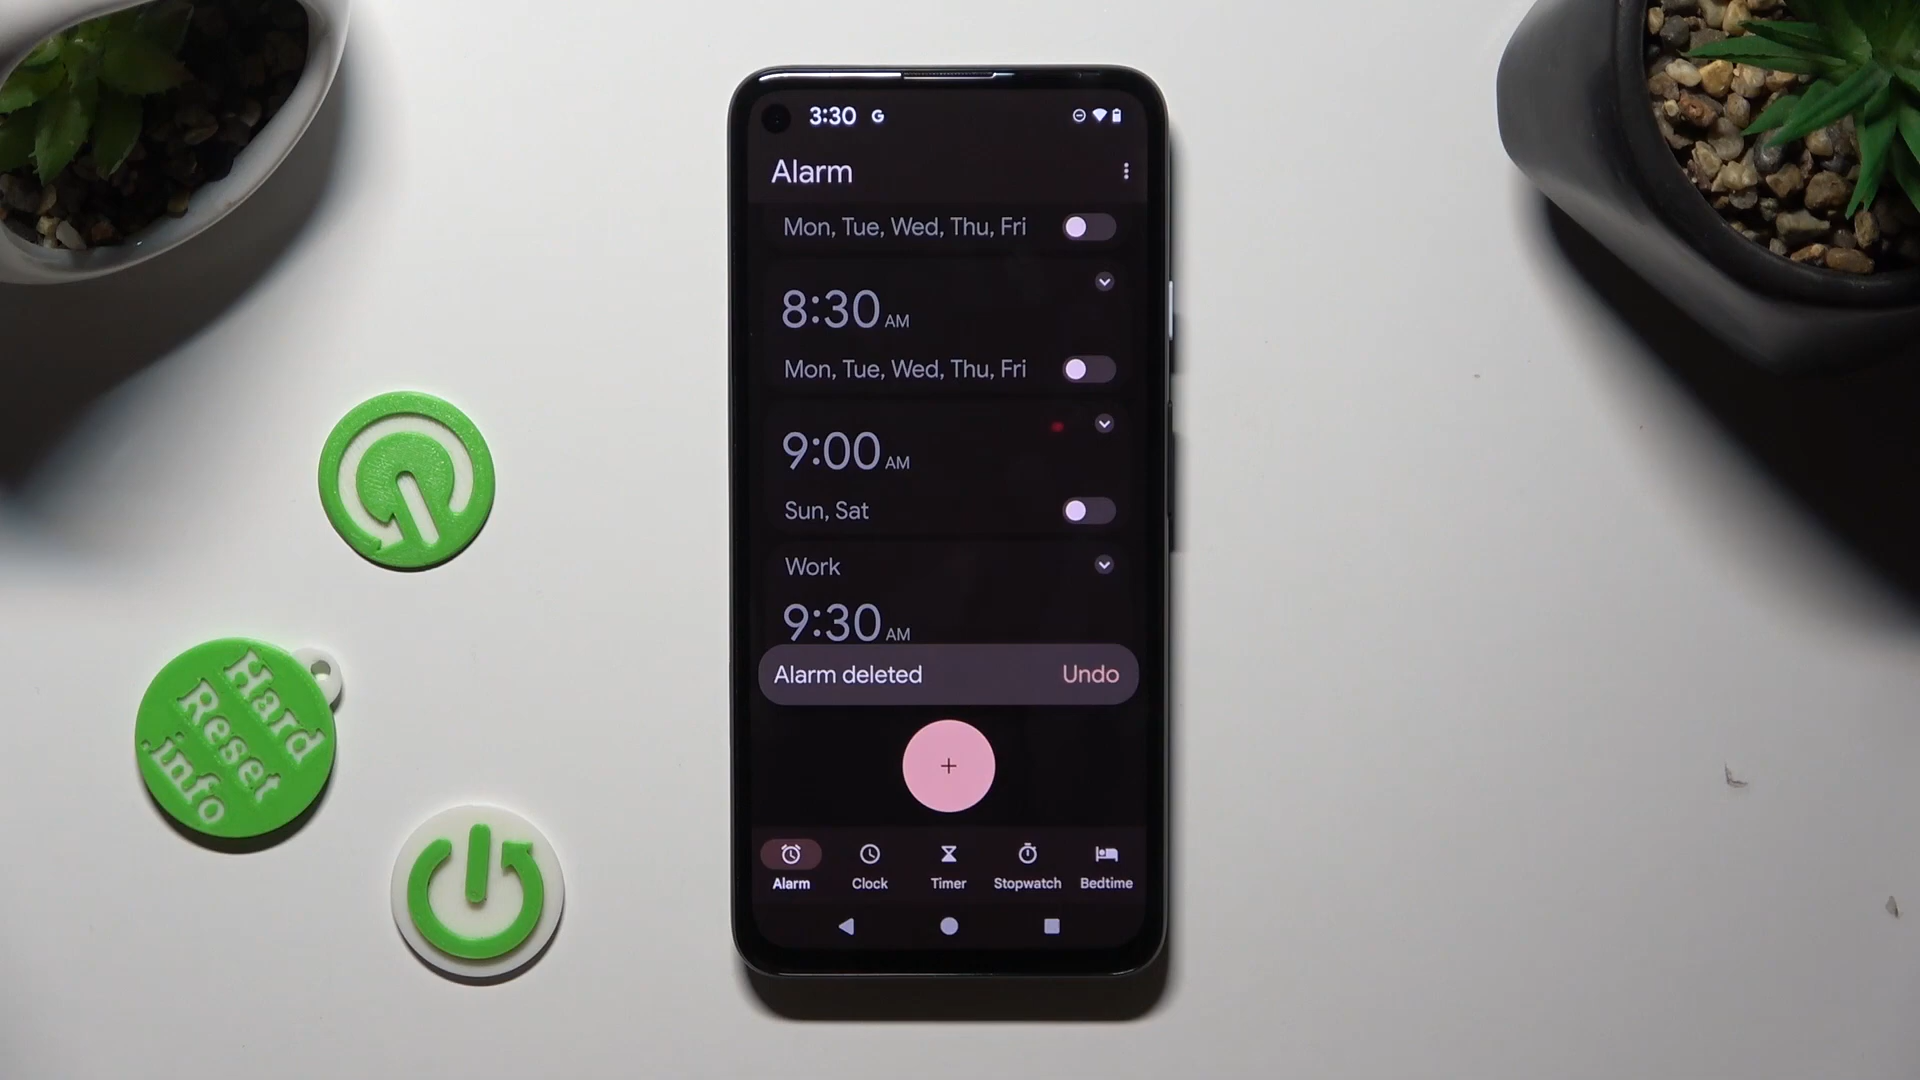 3:30 G
Alarm
Mon, Tue, Wed, Thu, Fri
8:30 AM
Mon, Tue, Wed, Thu, Fri
9:00 AM
Sun, Sat
Work
9:30 AM
Alarm deleted Undo
+
Alarm Clock Timer Stopwatch Bedtime
Hard
Reset
.info